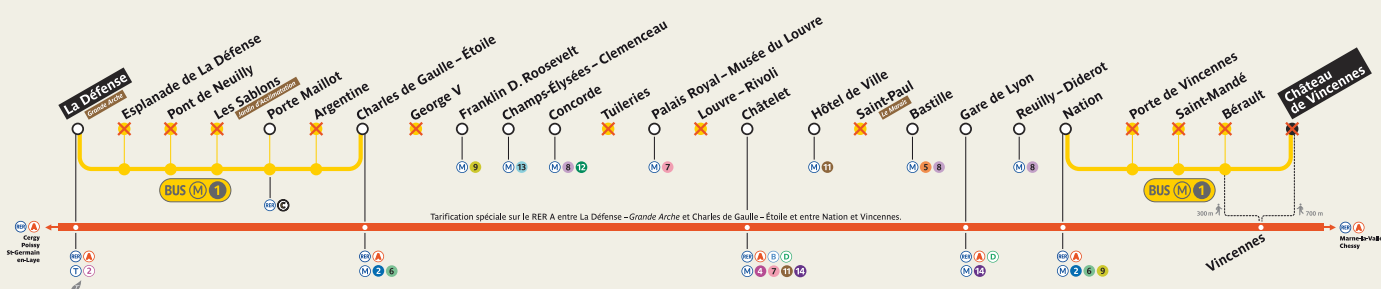 La Défense
Grande Arche
Esplanade de La Défense
Pont de Neuilly
Les Sablons
Jardin d'Acclimatation
Porte Maillot
Argentine
Charles de Gaulle – Étoile
George V
Franklin D. Roosevelt
Champs-Élysées – Clemenceau
Concorde
Tuileries
Palais Royal – Musée du Louvre
Louvre – Rivoli
Châtelet
Hôtel de Ville
Saint-Paul
Le Marais
Bastille
Gare de Lyon
Reuilly – Diderot
Nation
Porte de Vincennes
Saint-Mandé
Bérault
Château
de Vincennes
M 9
M 13
M 8 12
M 7
M 11
M 5 8
M 8
BUS M 1
BUS M 1
RER C
Tarification spéciale sur le RER A entre La Défense – Grande Arche et Charles de Gaulle – Étoile et entre Nation et Vincennes.
300 m
700 m
RER A
Cergy
Poissy
St-Germain
en-Laye
RER A
Marne-la-Vallé
Chessy
Vincennes
RER A
T 2
RER A
M 2 6
RER A B D
M 4 7 11 14
RER A D
M 14
RER A
M 2 6 9